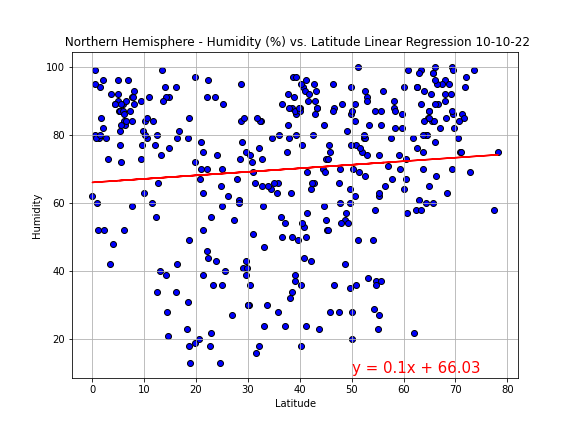 Northern Hemisphere - Humidity (%) vs. Latitude Linear Regression 10-10-22
100
80
60
40
20
Humidity
y = 0.1x + 66.03
0 10 20 30 40 50 60 70 80
Latitude